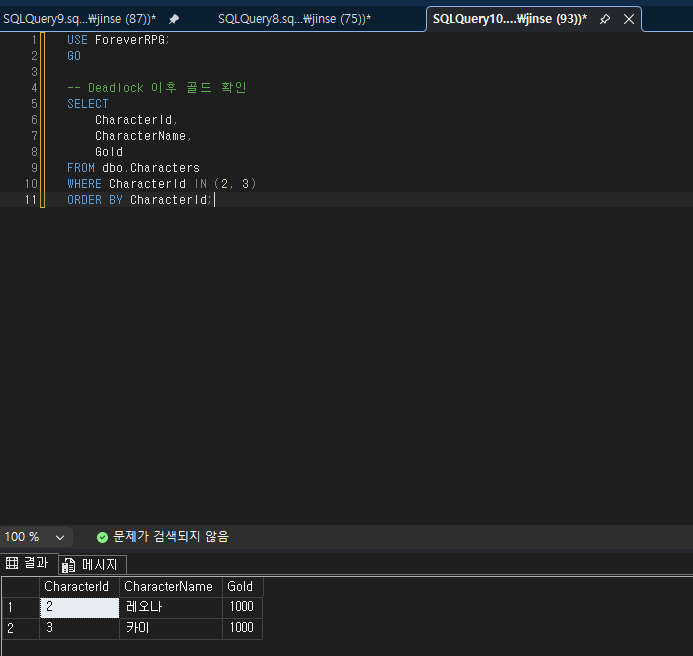 SQLQuery9.sq...₩jinse (87))*
SQLQuery8.sq...₩jinse (75))*
SQLQuery10....₩jinse (93))*
1 USE ForeverRPG;
2 GO
3
4 -- Deadlock 이후 골드 확인
5 SELECT
6 CharacterId,
7 CharacterName,
8 Gold
9 FROM dbo.Characters
10 WHERE CharacterId IN (2, 3)
11 ORDER BY CharacterId;
100 % 문제가 검색되지 않음
결과 메시지
CharacterId CharacterName Gold
1 2 레오나 1000
2 3 카이 1000